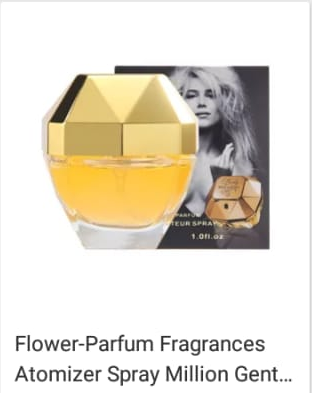 PARFUM
TEUR SPRAY
1.0fl.oz
Flower-Parfum Fragrances
Atomizer Spray Million Gent...